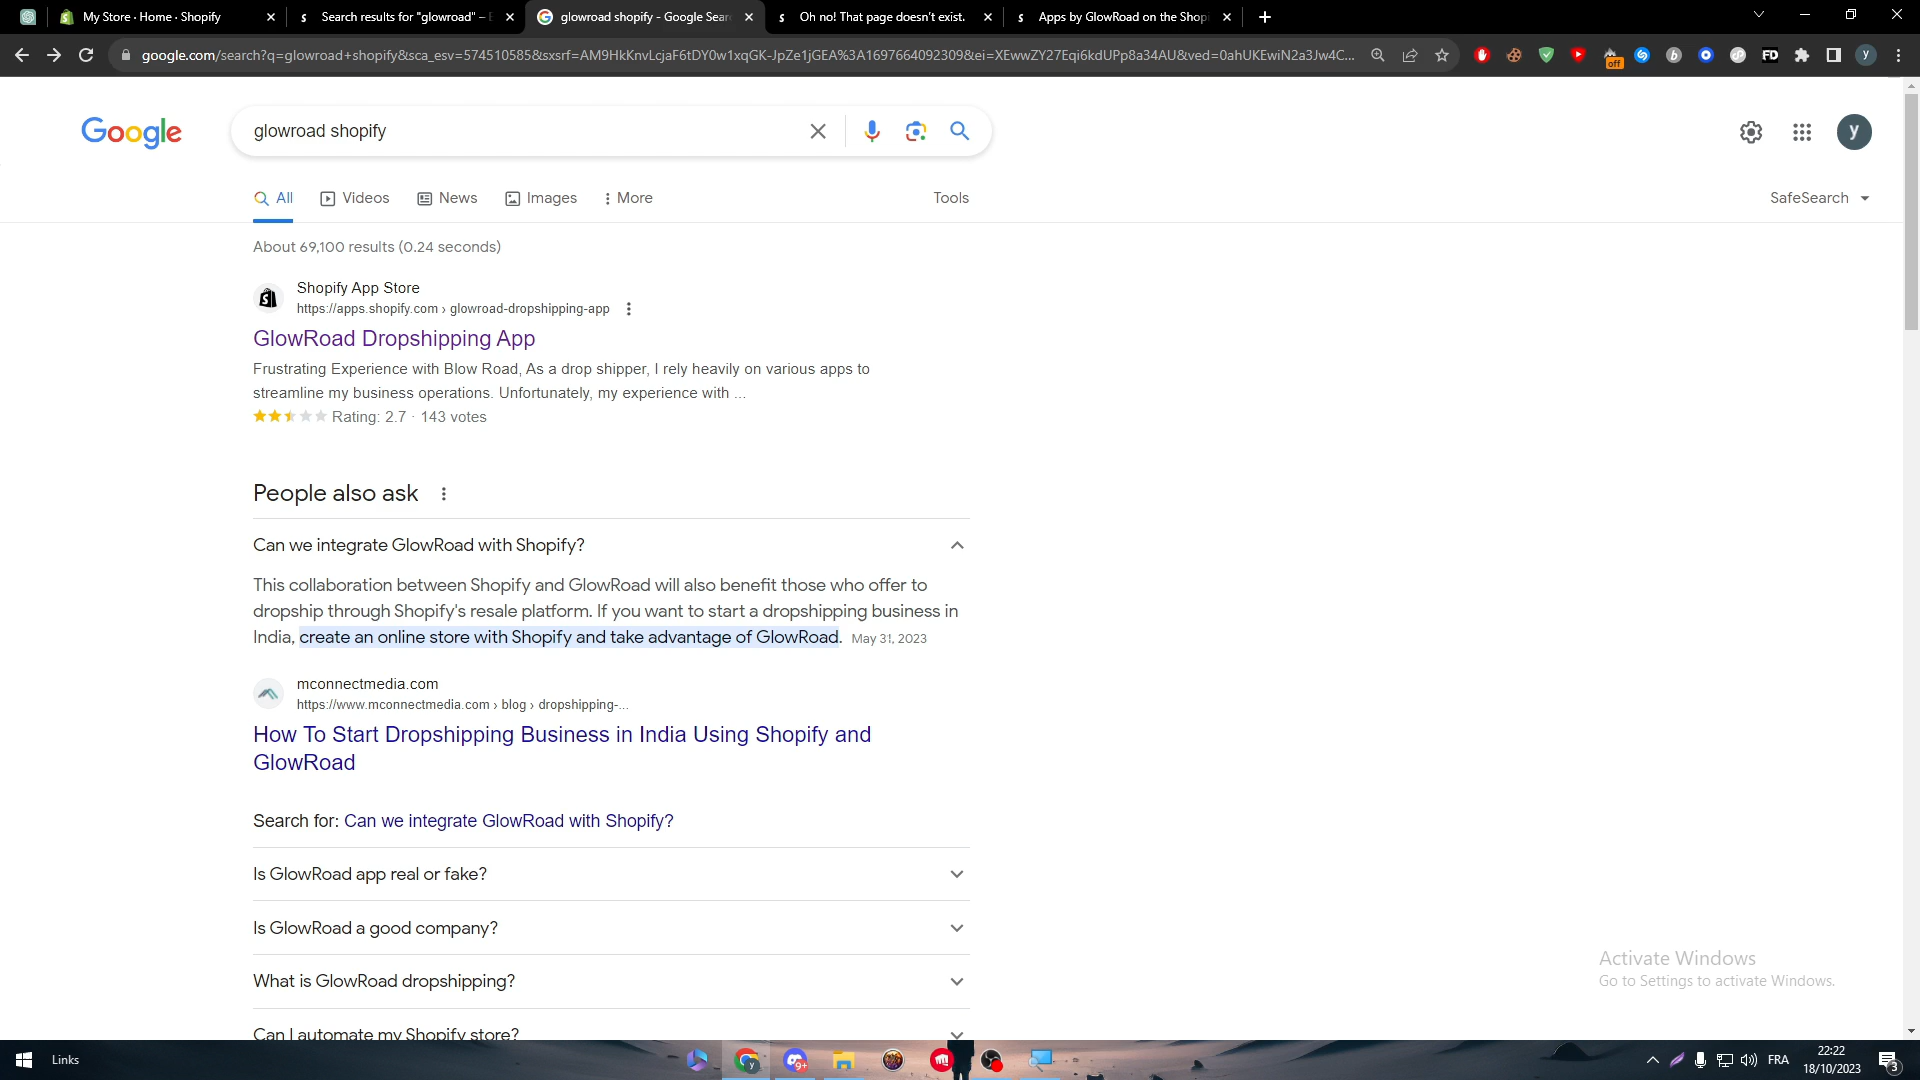 My Store · Home · Shopify
Search results for "glowroad" –
glowroad shopify - Google Sear
Oh no! That page doesn't exist.
Apps by GlowRoad on the Shop
google.com/search?q=glowroad+shopify&sca_esv=574510585&sxsrf=AM9HkKnvLcjaF6tDY0w1xqGK-JpZe1jGEA%3A1697664092309&ei=XEwwZY27Eqi6kdUPp8a34AU&ved=0ahUKEwiN2a3Jw4C...
off
b
FD
y
Google
glowroad shopify
y
All
Videos
News
Images
More
Tools
SafeSearch
About 69,100 results (0.24 seconds)
Shopify App Store
https://apps.shopify.com › glowroad-dropshipping-app
GlowRoad Dropshipping App
Frustrating Experience with Blow Road, As a drop shipper, I rely heavily on various apps to
streamline my business operations. Unfortunately, my experience with ...
Rating: 2.7 · 143 votes
People also ask
Can we integrate GlowRoad with Shopify?
This collaboration between Shopify and GlowRoad will also benefit those who offer to
dropship through Shopify's resale platform. If you want to start a dropshipping business in
India, create an online store with Shopify and take advantage of GlowRoad. May 31, 2023
mconnectmedia.com
https://www.mconnectmedia.com › blog › dropshipping-...
How To Start Dropshipping Business in India Using Shopify and
GlowRoad
Search for: Can we integrate GlowRoad with Shopify?
Is GlowRoad app real or fake?
Is GlowRoad a good company?
What is GlowRoad dropshipping?
Can I automate my Shopify store?
Activate Windows
Go to Settings to activate Windows.
Links
9+
FRA
22:22
18/10/2023
3